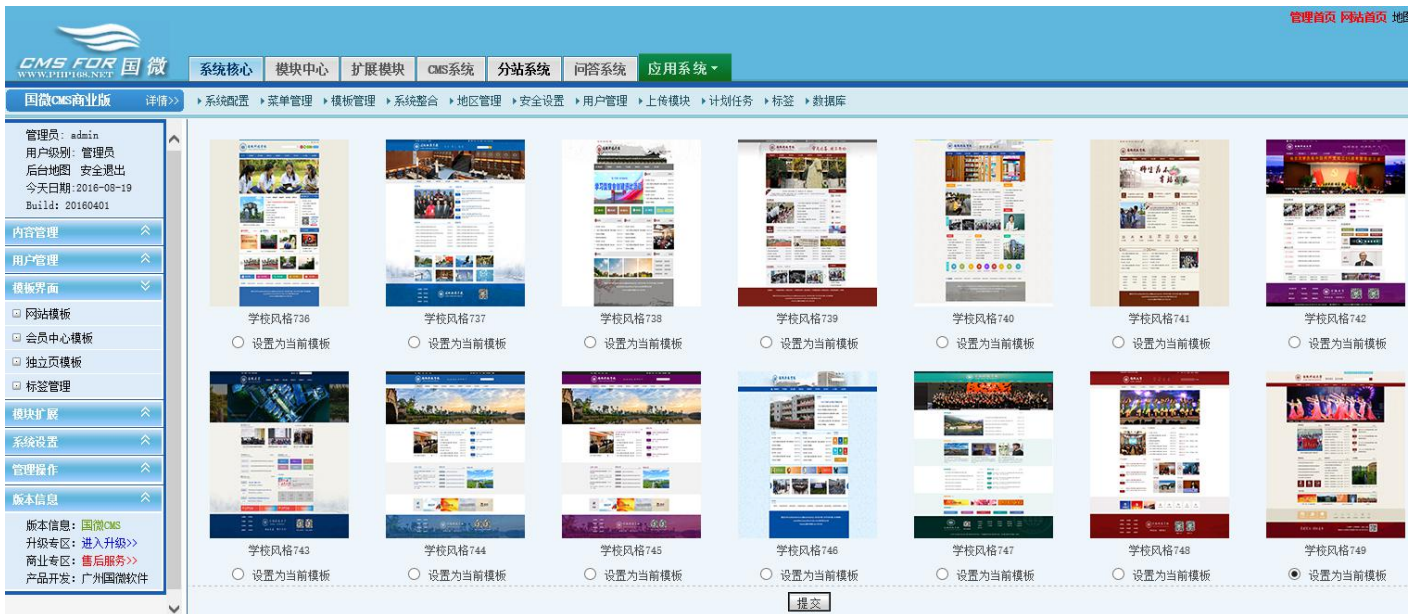 管理首页 网站首页 地图
CMS FOR 国微
WWW.PHP168.NET
系统核心 模块中心 扩展模块 CMS系统 分站系统 问答系统 应用系统
国微CMS商业版 详情>>
系统配置 菜单管理 模板管理 系统整合 地区管理 安全设置 用户管理 上传模块 计划任务 标签 数据库
管理员: admin
用户级别: 管理员
后台地图 安全退出
今天日期:2016-08-19
Build: 20160401
内容管理
用户管理
模板界面
网站模板
会员中心模板
独立页模板
标签管理
模块扩展
系统设置
管理操作
版本信息
版本信息: 国微CMS
升级专区: 进入升级>>
商业专区: 售后服务>>
产品开发: 广州国微软件
学校风格736 学校风格737 学校风格738 学校风格739 学校风格740 学校风格741 学校风格742
设置为当前模板 设置为当前模板 设置为当前模板 设置为当前模板 设置为当前模板 设置为当前模板 设置为当前模板
学校风格743 学校风格744 学校风格745 学校风格746 学校风格747 学校风格748 学校风格749
设置为当前模板 设置为当前模板 设置为当前模板 设置为当前模板 设置为当前模板 设置为当前模板 设置为当前模板
提交